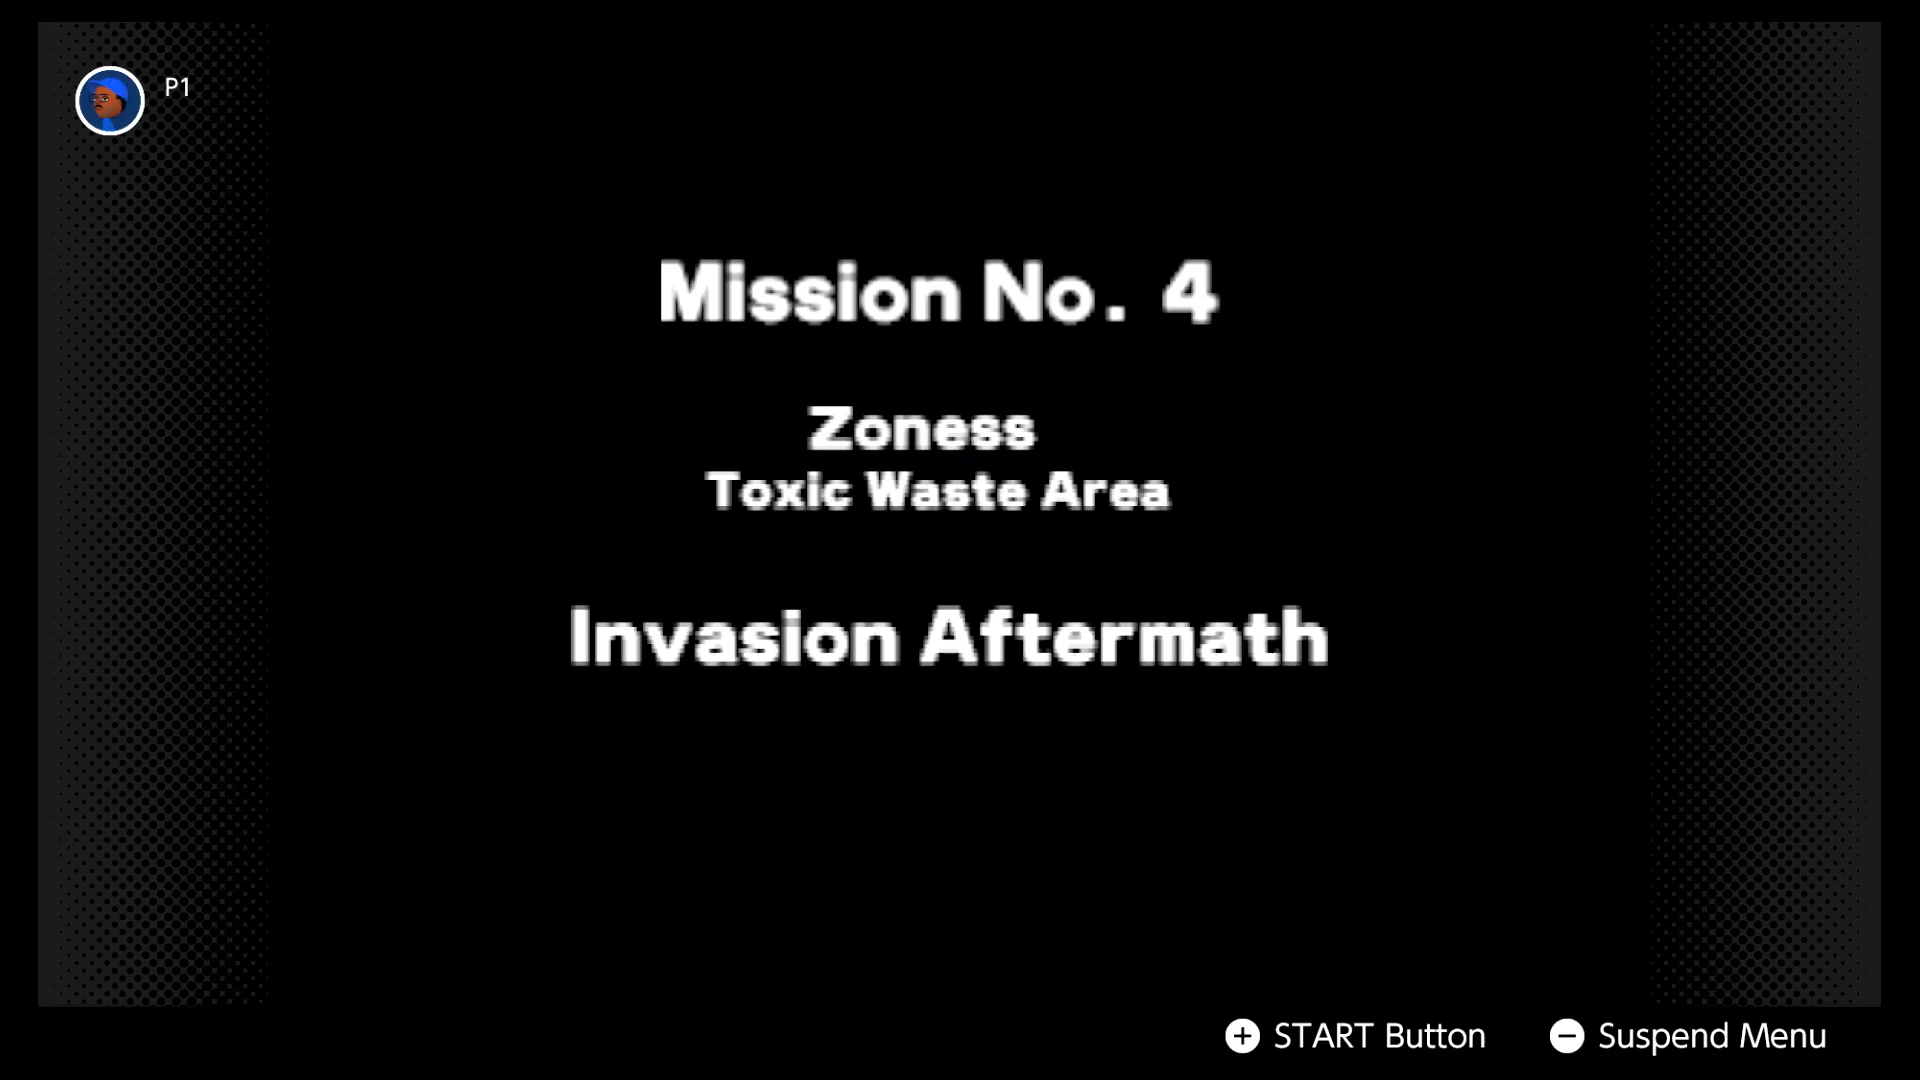 P1
Mission No. 4
Zoness
Toxic Waste Area
Invasion Aftermath
START Button
Suspend Menu